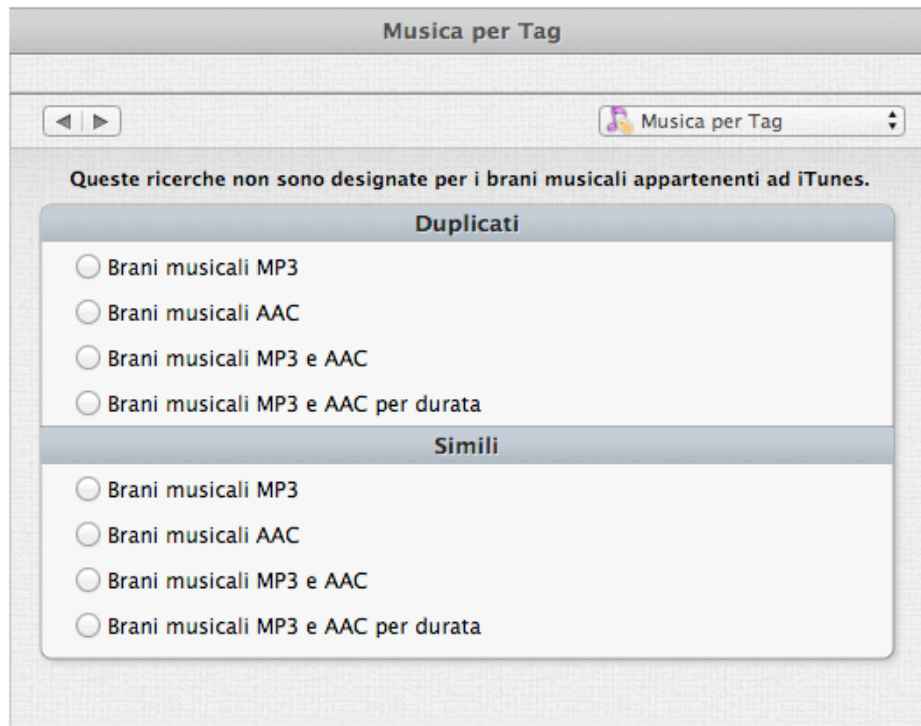 Musica per Tag
Musica per Tag
Queste ricerche non sono designate per i brani musicali appartenenti ad iTunes.
Duplicati
Brani musicali MP3
Brani musicali AAC
Brani musicali MP3 e AAC
Brani musicali MP3 e AAC per durata
Simili
Brani musicali MP3
Brani musicali AAC
Brani musicali MP3 e AAC
Brani musicali MP3 e AAC per durata